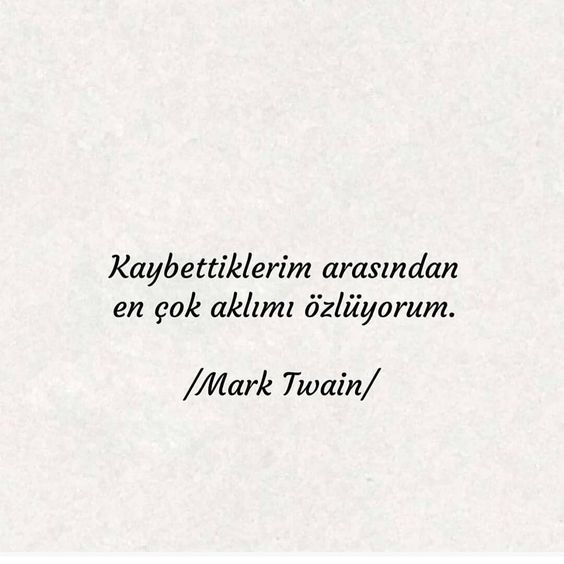 Kaybettiklerim arasından
en çok aklımı özlüyorum.
/Mark Twain/